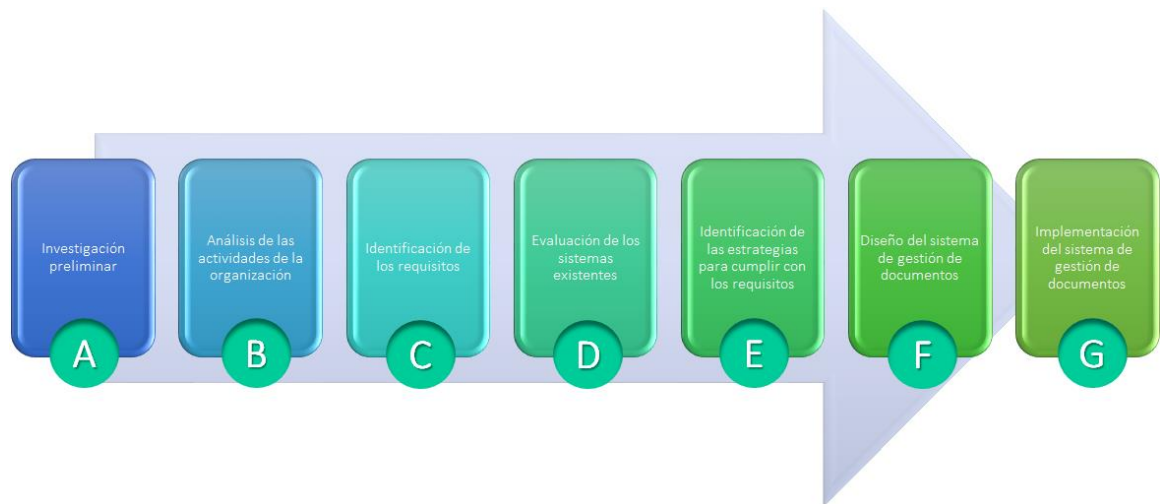 Investigación
preliminar
A
Análisis de las
actividades de la
organización
B
Identificación de
los requisitos
C
Evaluación de los
sistemas
existentes
D
Identificación de
las estrategias
para cumplir con
los requisitos
E
Diseño del sistema
de gestión de
documentos
F
Implementación
del sistema de
gestión de
documentos
G